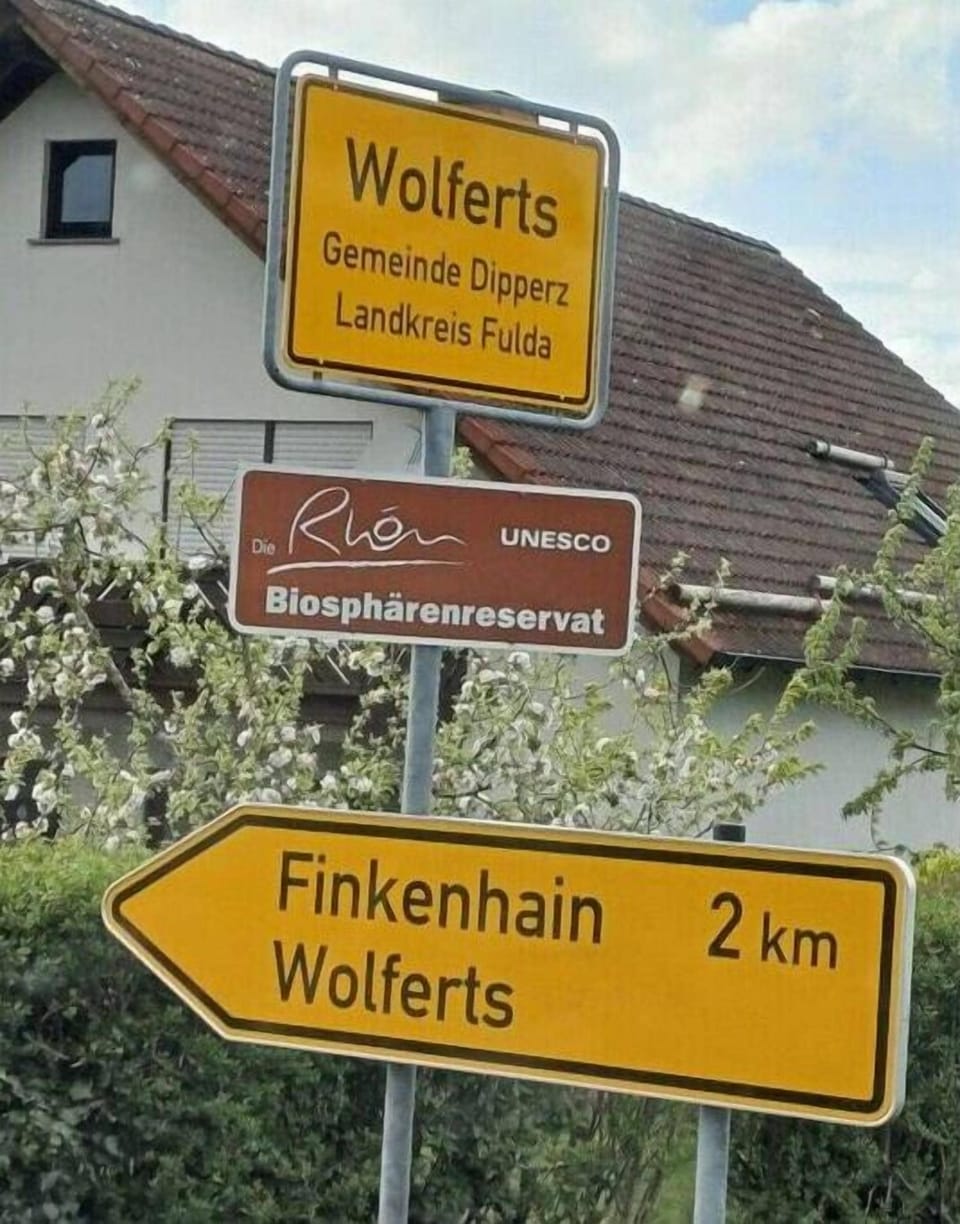 Wolferts
Gemeinde Dipperz
Landkreis Fulda
Die Rhön UNESCO
Biosphärenreservat
Finkenhain 2 km
Wolferts